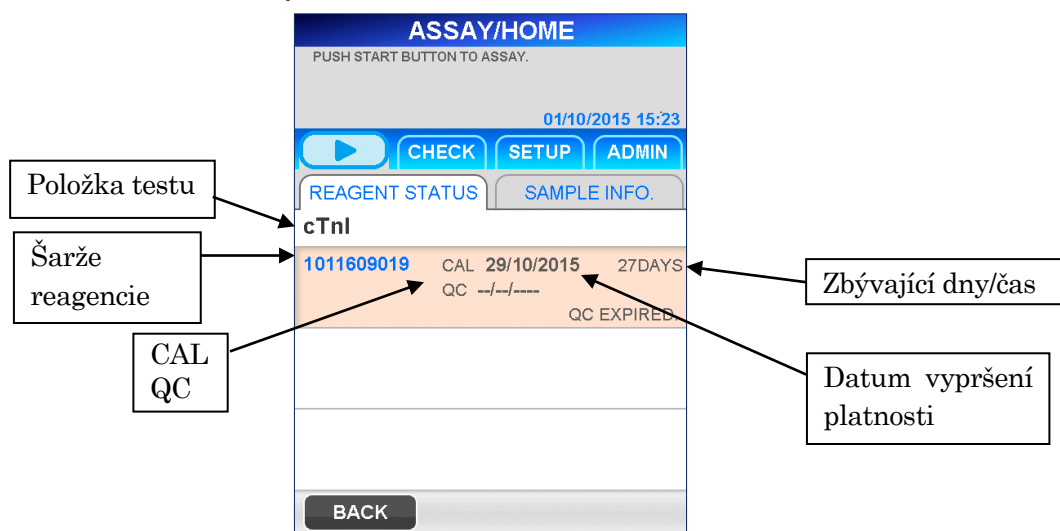 ASSAY/HOME
PUSH START BUTTON TO ASSAY.
01/10/2015 15:23
CHECK SETUP ADMIN
REAGENT STATUS SAMPLE INFO.
cTnI
1011609019 CAL 29/10/2015 27DAYS
QC --/--/----
QC EXPIRED.
BACK
Položka testu
Šarže
reagencie
CAL
QC
Zbývající dny/čas
Datum vypršení
platnosti